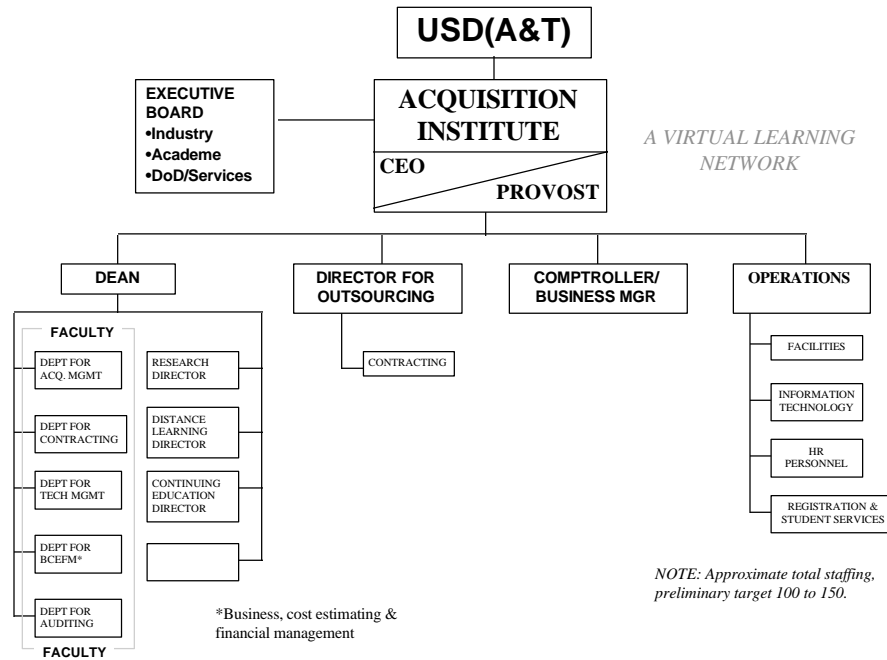 USD(A&T)
EXECUTIVE
BOARD
•Industry
•Academe
•DoD/Services
ACQUISITION
INSTITUTE
CEO
PROVOST
A VIRTUAL LEARNING
NETWORK
DEAN
DIRECTOR FOR
OUTSOURCING
COMPTROLLER/
BUSINESS MGR
OPERATIONS
FACULTY
DEPT FOR
ACQ. MGMT
DEPT FOR
CONTRACTING
DEPT FOR
TECH MGMT
DEPT FOR
BCEFM*
DEPT FOR
AUDITING
FACULTY
RESEARCH
DIRECTOR
DISTANCE
LEARNING
DIRECTOR
CONTINUING
EDUCATION
DIRECTOR
CONTRACTING
FACILITIES
INFORMATION
TECHNOLOGY
HR
PERSONNEL
REGISTRATION &
STUDENT SERVICES
*Business, cost estimating &
financial management
NOTE: Approximate total staffing,
preliminary target 100 to 150.